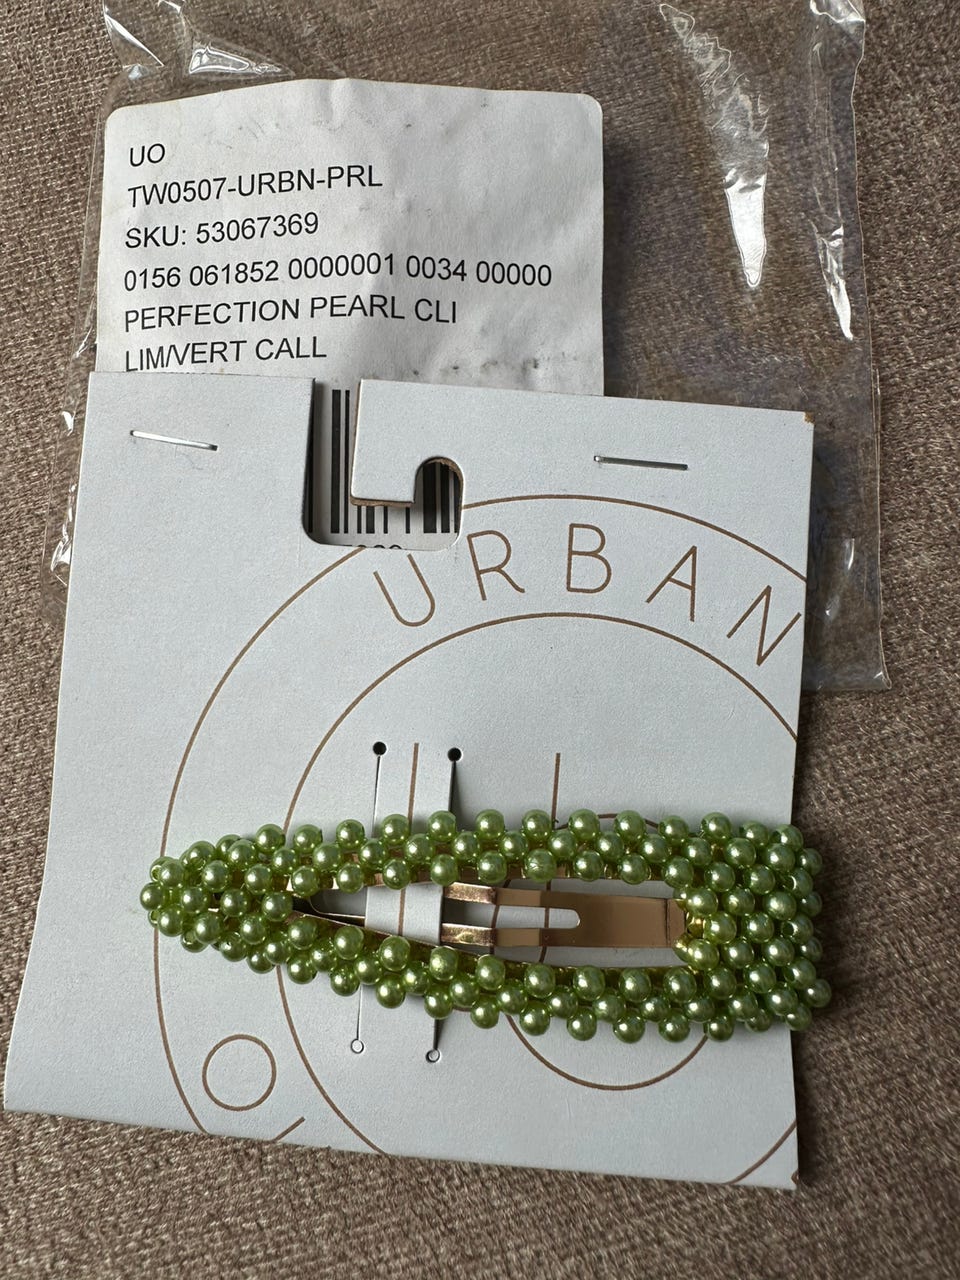 UO
TW0507-URBN-PRL
SKU: 53067369
0156 061852 0000001 0034 00000
PERFECTION PEARL CLI
LIM/VERT CALL
URBAN
O